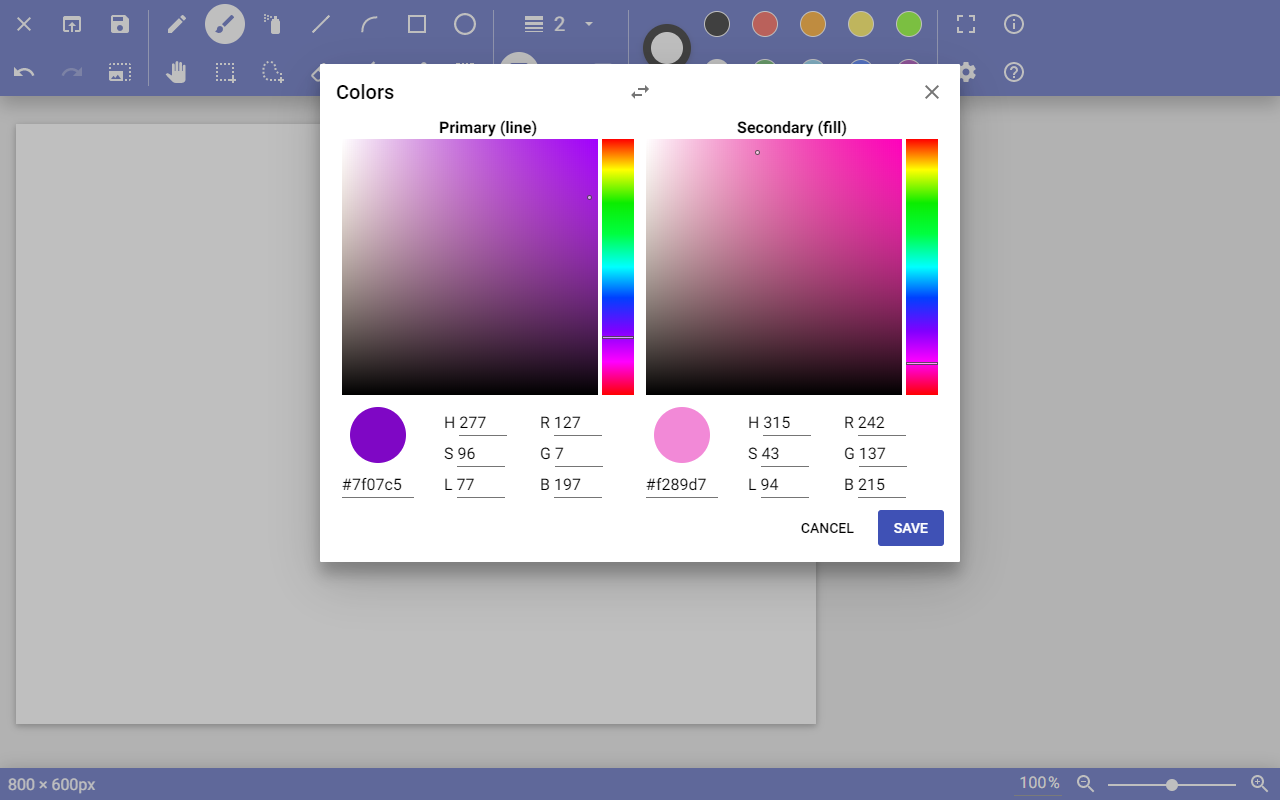 2
Colors
Primary (line)
Secondary (fill)
H 277
R 127
H 315
R 242
S 96
G 7
S 43
G 137
#7f07c5
L 77
B 197
#f289d7
L 94
B 215
CANCEL
SAVE
800 × 600px
100%